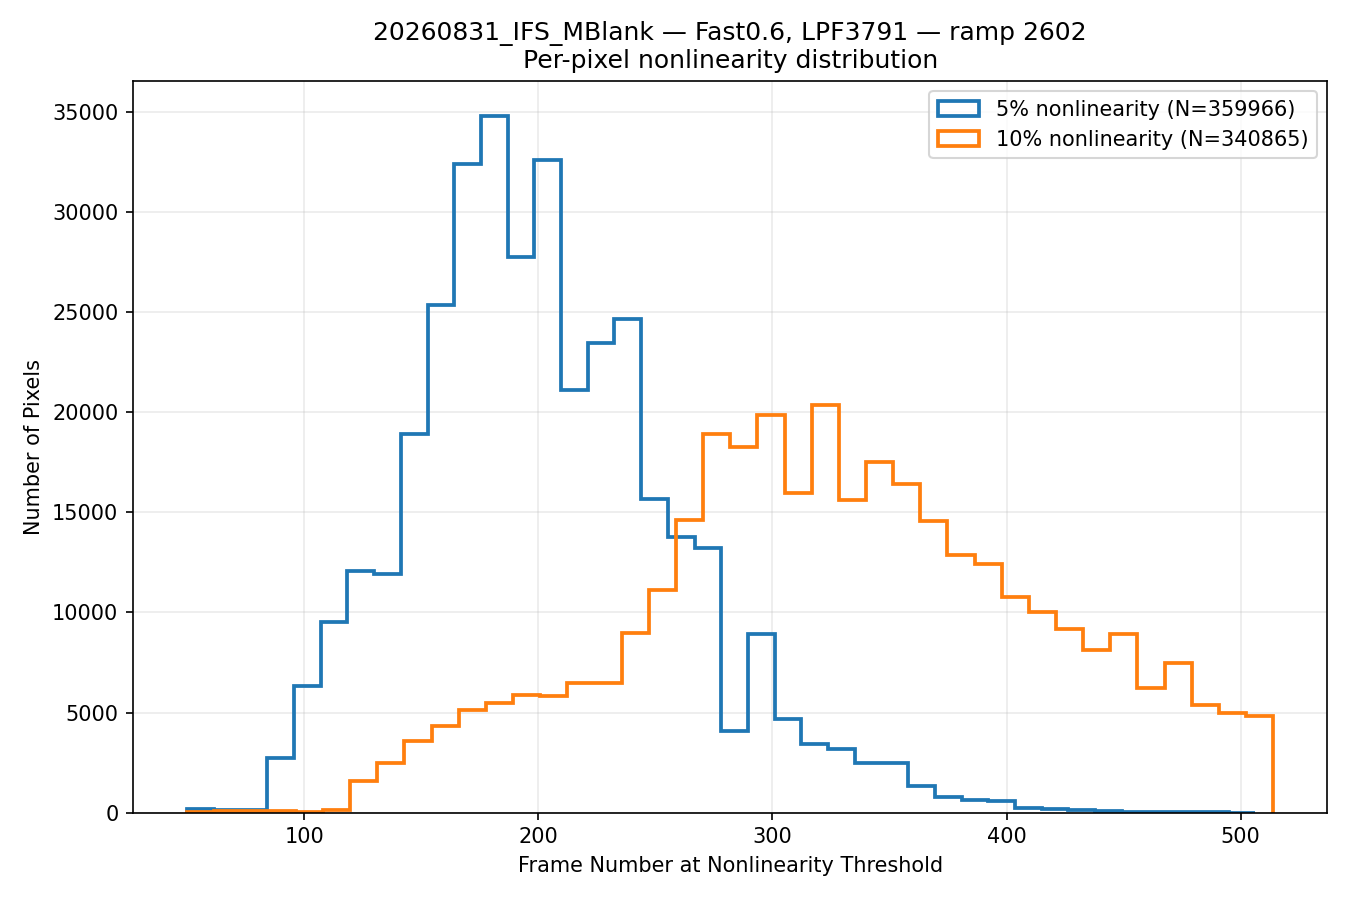 20260831_IFS_MBlank — Fast0.6, LPF3791 — ramp 2602
Per-pixel nonlinearity distribution
5% nonlinearity (N=359966)
10% nonlinearity (N=340865)
Number of Pixels
35000
30000
25000
20000
15000
10000
5000
0
100
200
300
400
500
Frame Number at Nonlinearity Threshold